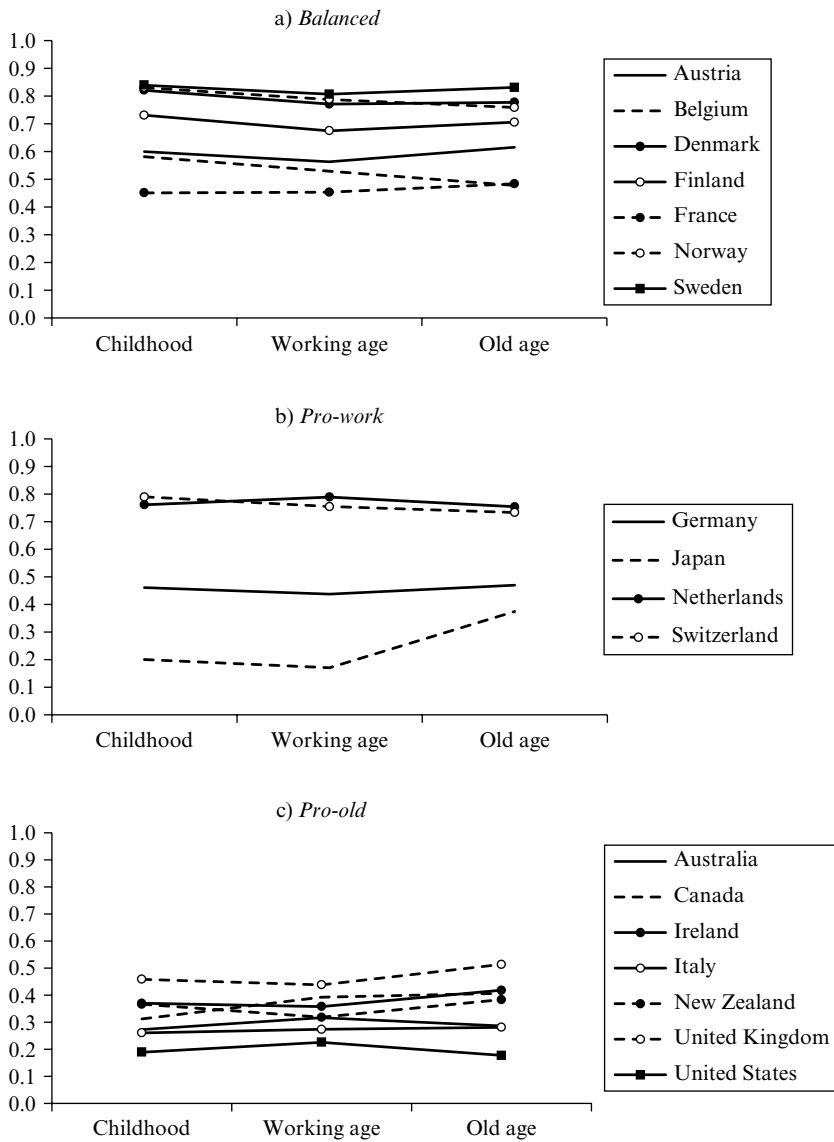 a) Balanced
1.0
0.9
0.8
0.7
0.6
0.5
0.4
0.3
0.2
0.1
0.0
Childhood Working age Old age
Austria
Belgium
Denmark
Finland
France
Norway
Sweden
b) Pro-work
1.0
0.9
0.8
0.7
0.6
0.5
0.4
0.3
0.2
0.1
0.0
Childhood Working age Old age
Germany
Japan
Netherlands
Switzerland
c) Pro-old
1.0
0.9
0.8
0.7
0.6
0.5
0.4
0.3
0.2
0.1
0.0
Childhood Working age Old age
Australia
Canada
Ireland
Italy
New Zealand
United Kingdom
United States